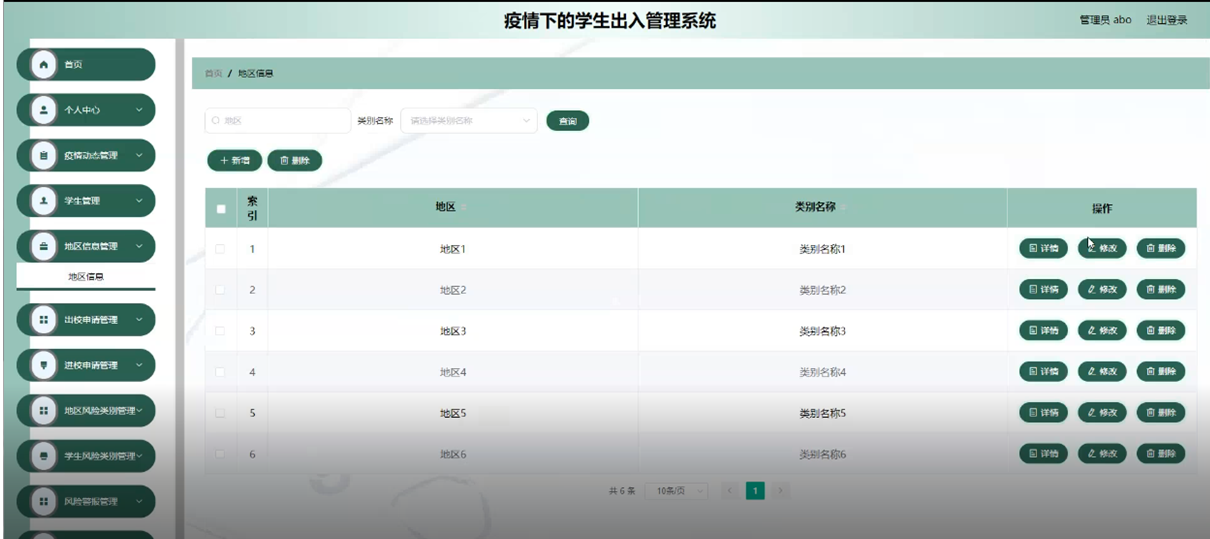 疫情下的学生出入管理系统
管理员 abo 退出登录
首页
个人中心
疫情动态管理
学生管理
地区信息管理
地区信息
出校申请管理
进校申请管理
地区风险类别管理
学生风险类别管理
风险警报管理
首页 / 地区信息
地区 类别名称 请选择类别名称 查询
新增 删除
索引 地区 类别名称 操作
1 地区1 类别名称1 详情 修改 删除
2 地区2 类别名称2 详情 修改 删除
3 地区3 类别名称3 详情 修改 删除
4 地区4 类别名称4 详情 修改 删除
5 地区5 类别名称5 详情 修改 删除
6 地区6 类别名称6 详情 修改 删除
共 6 条 10条/页 1